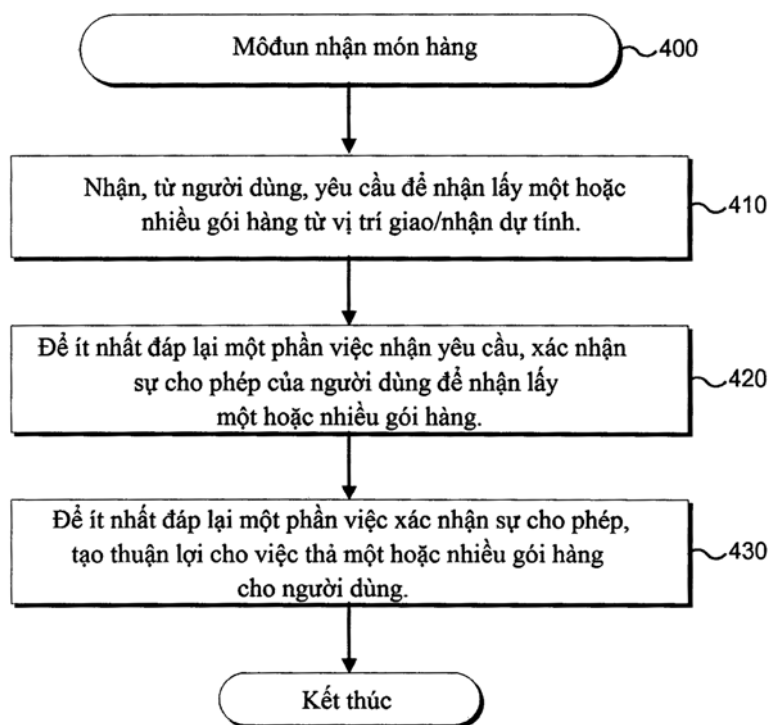 Môđun nhận món hàng
400
Nhận, từ người dùng, yêu cầu để nhận lấy một hoặc
nhiều gói hàng từ vị trí giao/nhận dự tính.
410
Để ít nhất đáp lại một phần việc nhận yêu cầu, xác nhận
sự cho phép của người dùng để nhận lấy
một hoặc nhiều gói hàng.
420
Để ít nhất đáp lại một phần việc xác nhận sự cho phép,
tạo thuận lợi cho việc thả một hoặc nhiều gói hàng
cho người dùng.
430
Kết thúc